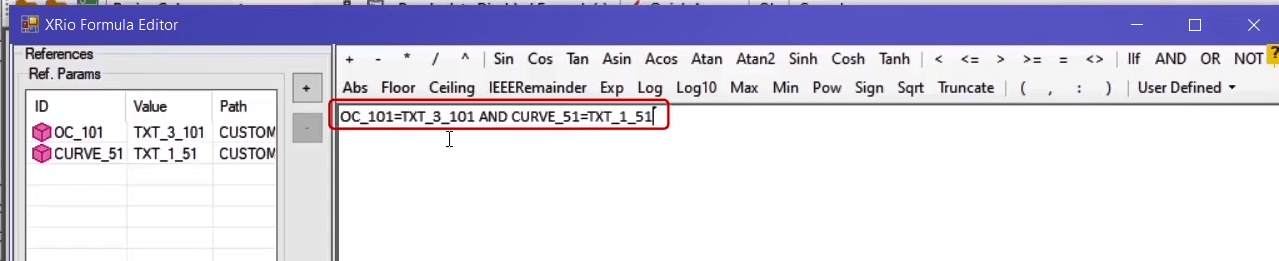 XRio Formula Editor
References
Ref. Params
ID Value Path
OC_101 TXT_3_101 CUSTOM
CURVE_51 TXT_1_51 CUSTOM
+
-
+ - * / ^ Sin Cos Tan Asin Acos Atan Atan2 Sinh Cosh Tanh < <= > >= = <> IIf AND OR NOT ?
Abs Floor Ceiling IEEERemainder Exp Log Log10 Max Min Pow Sign Sqrt Truncate ( , : ) User Defined
OC_101=TXT_3_101 AND CURVE_51=TXT_1_51